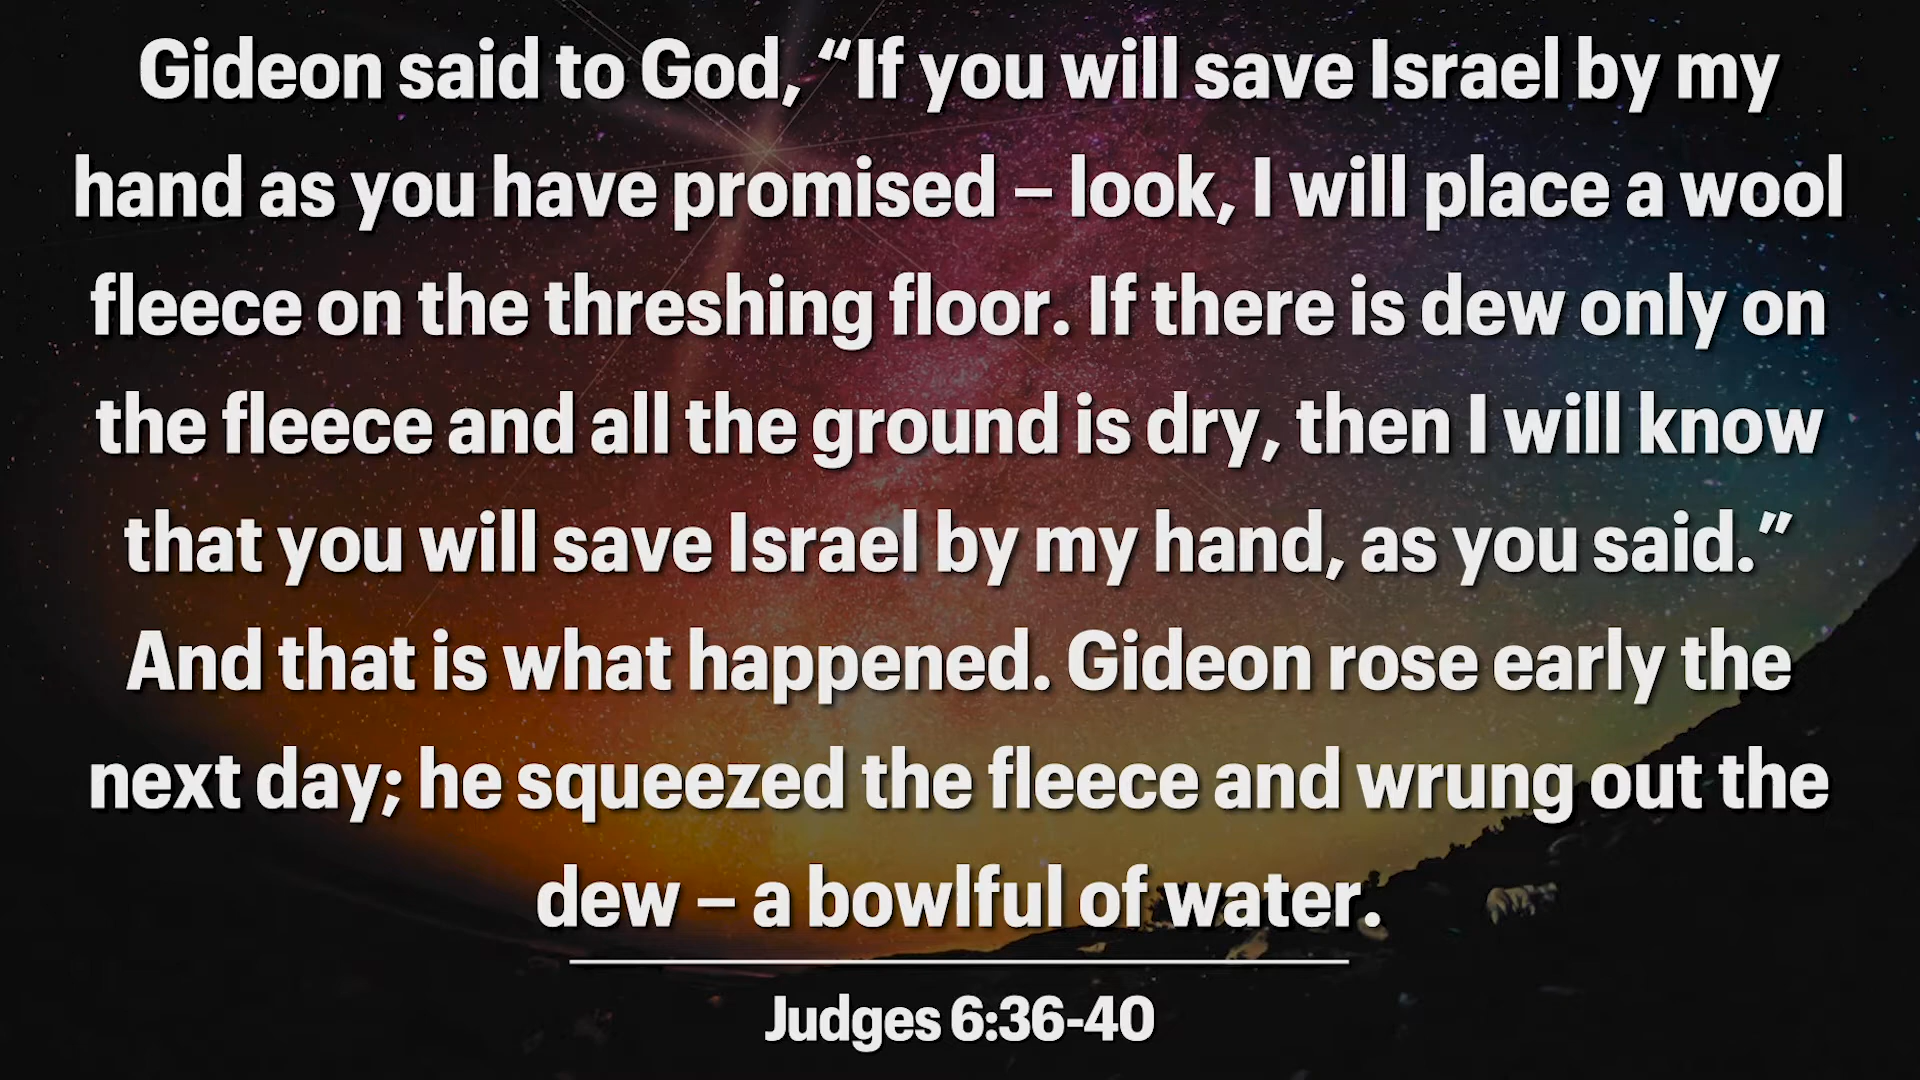 Gideon said to God, “If you will save Israel by my
hand as you have promised – look, I will place a wool
fleece on the threshing floor. If there is dew only on
the fleece and all the ground is dry, then I will know
that you will save Israel by my hand, as you said.”
And that is what happened. Gideon rose early the
next day; he squeezed the fleece and wrung out the
dew – a bowlful of water.
Judges 6:36-40